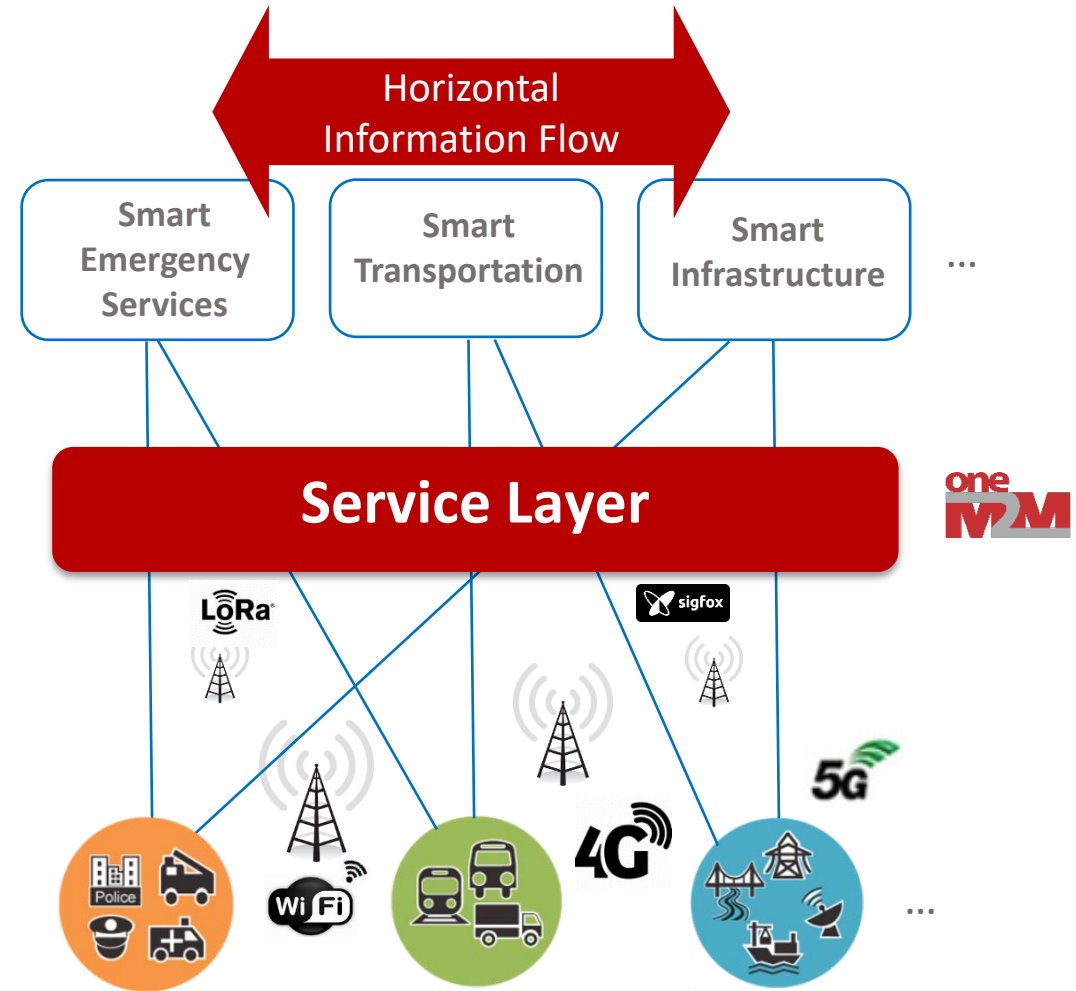 Horizontal
Information Flow
Smart
Emergency
Services
Smart
Transportation
Smart
Infrastructure
...
Service Layer
one
M2M
LoRa
sigfox
5G
4G
Police
Wi Fi
...